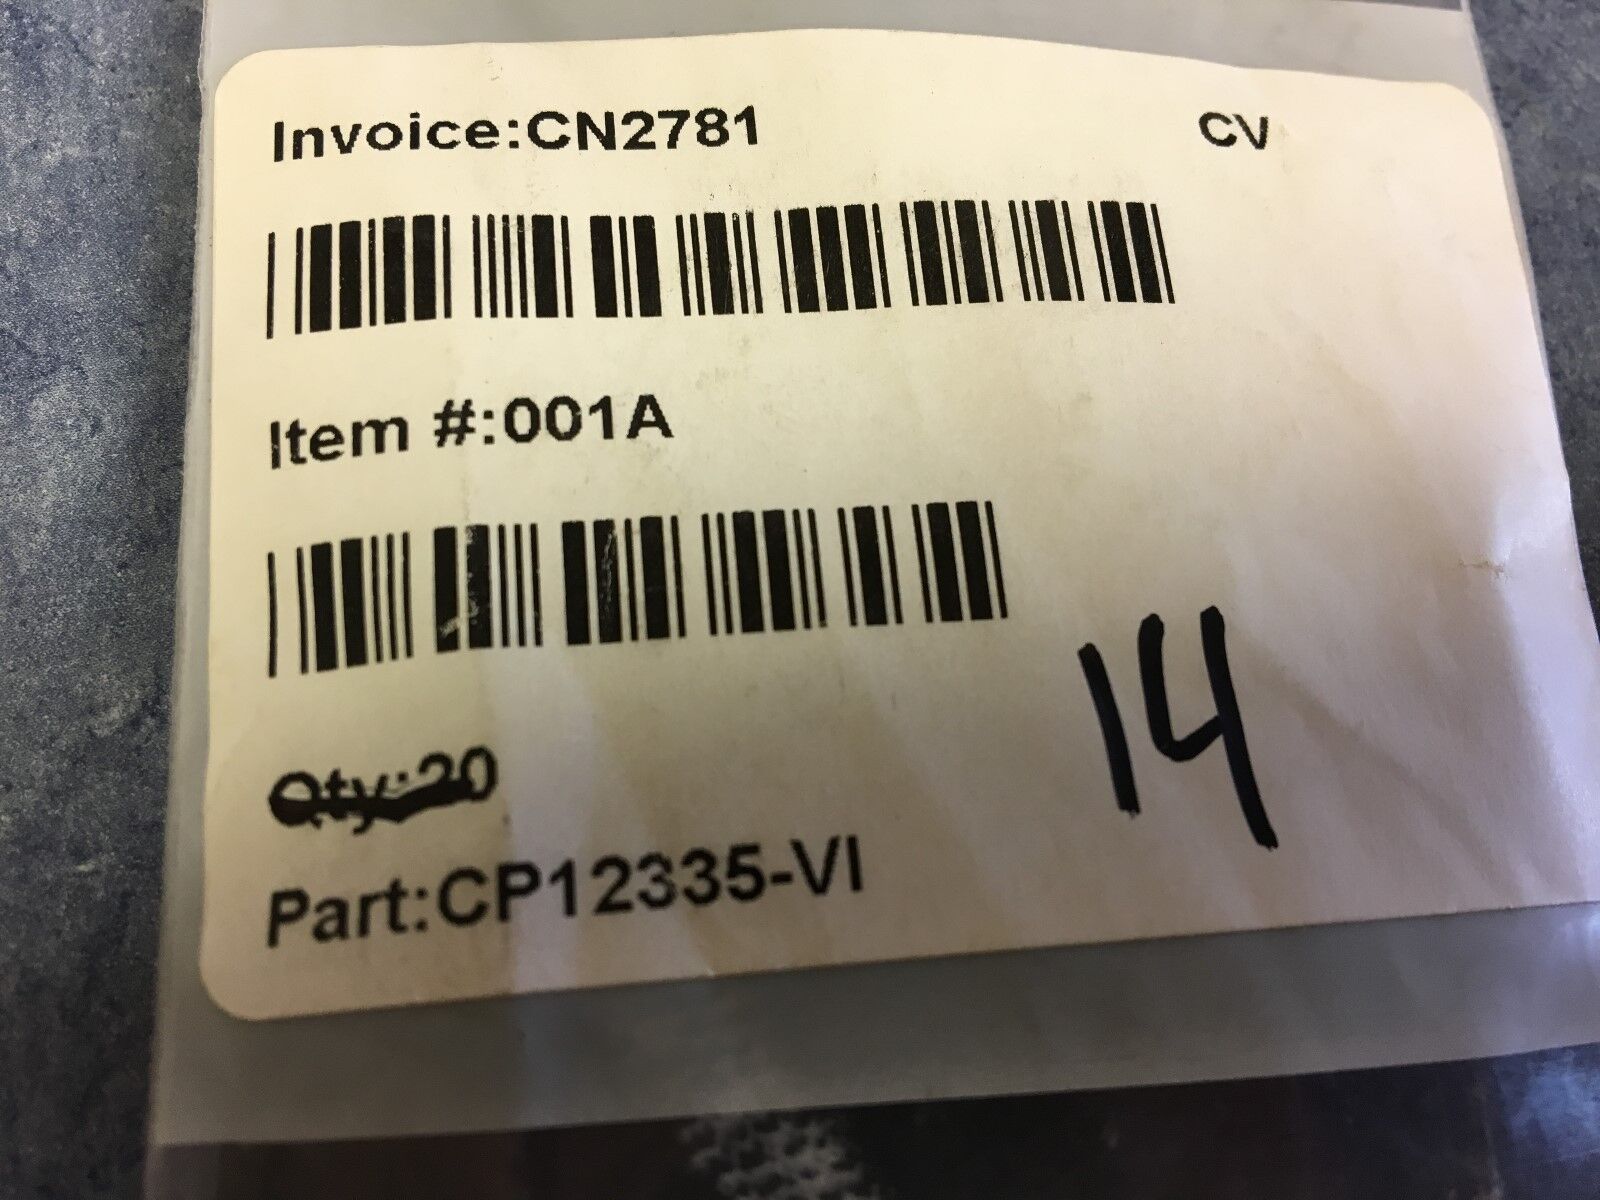 Invoice:CN2781 CV
Item #:001A
14
Qty:20
Part:CP12335-VI